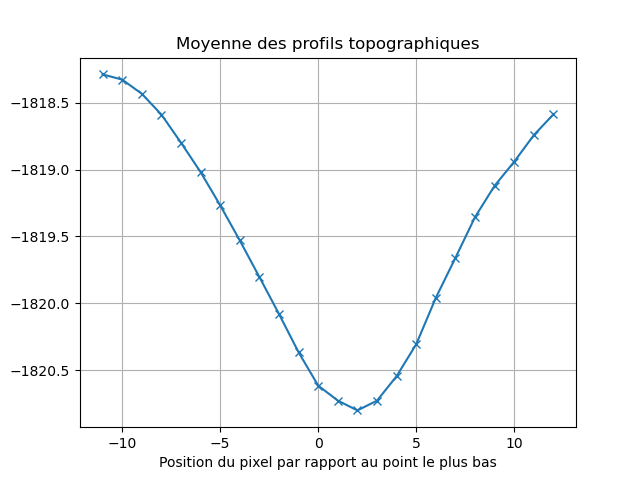 Moyenne des profils topographiques
−1818.5
−1819.0
−1819.5
−1820.0
−1820.5
−10 −5 0 5 10
Position du pixel par rapport au point le plus bas